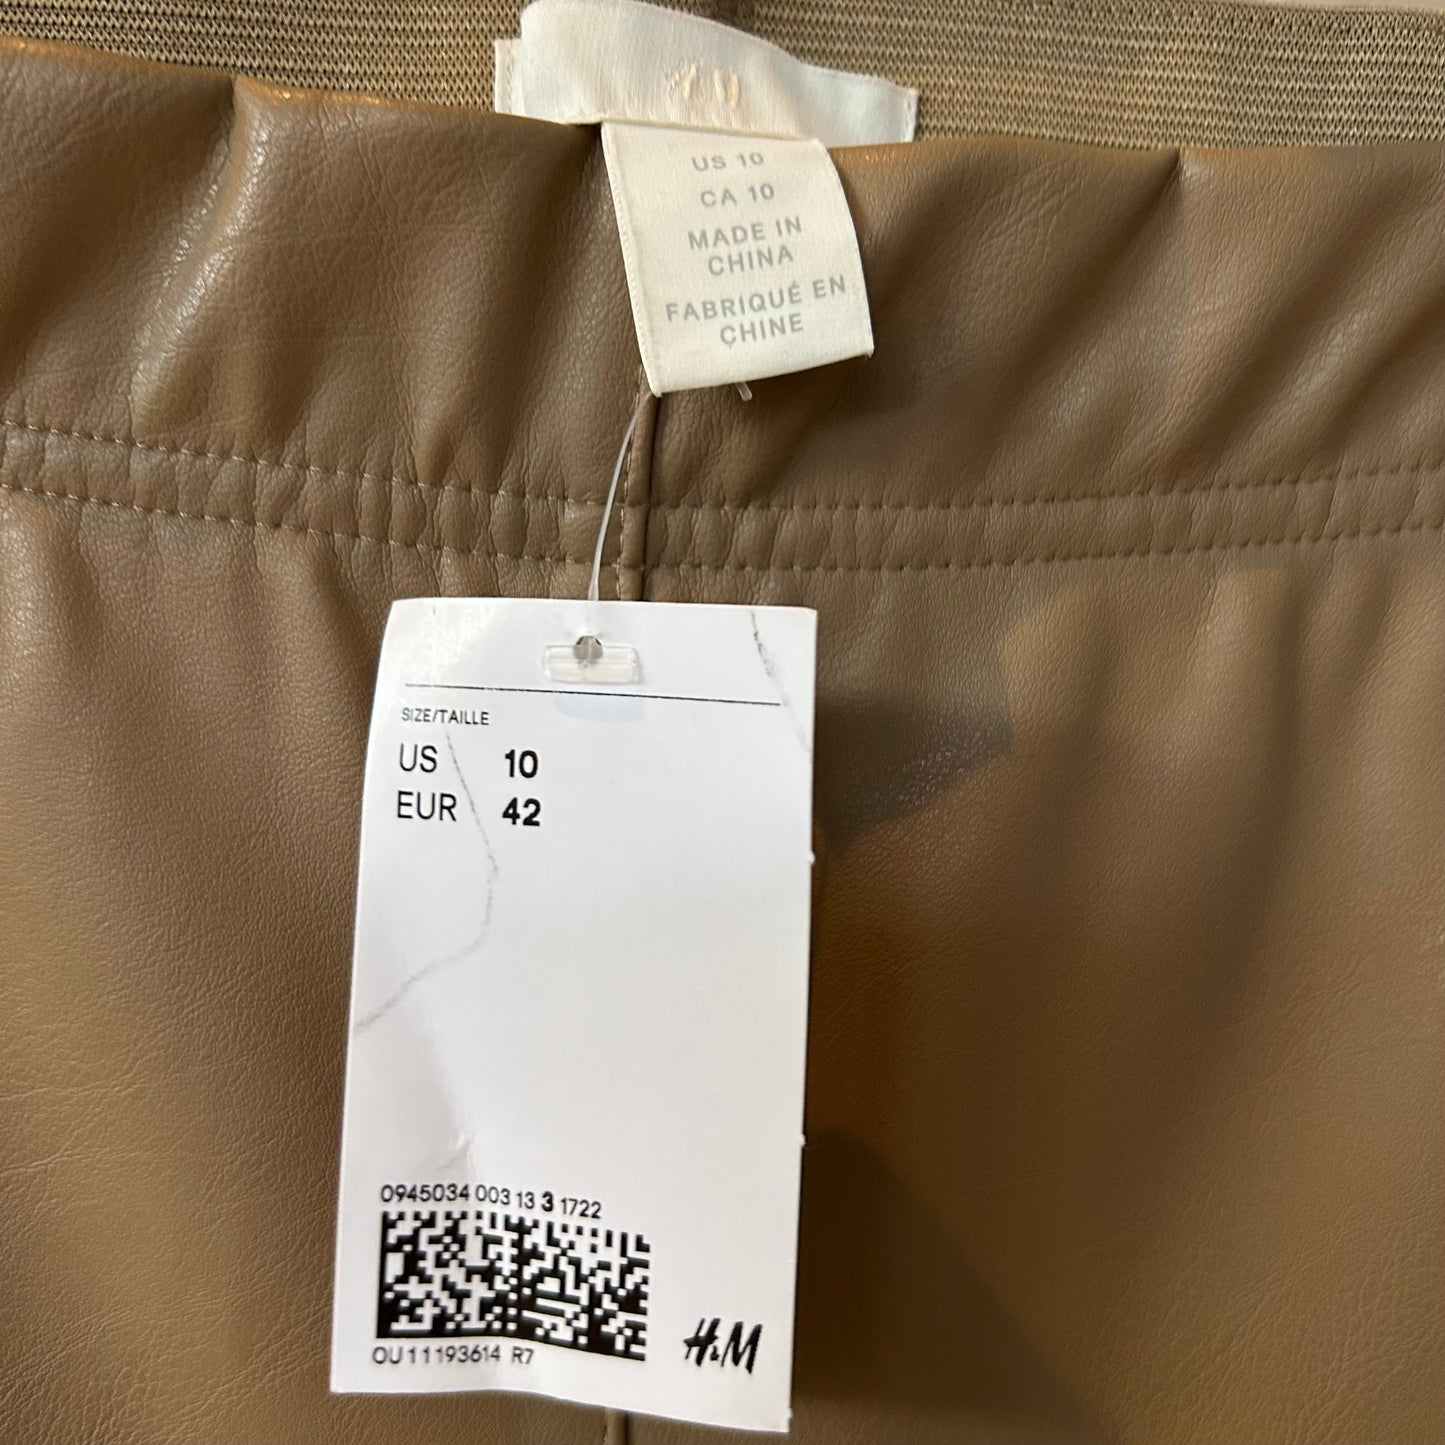 H&M
US 10
CA 10
MADE IN
CHINA
FABRIQUÉ EN
CHINE
SIZE/TAILLE
US 10
EUR 42
0945034 003 13 3 1722
OU11193614 R7
H&M